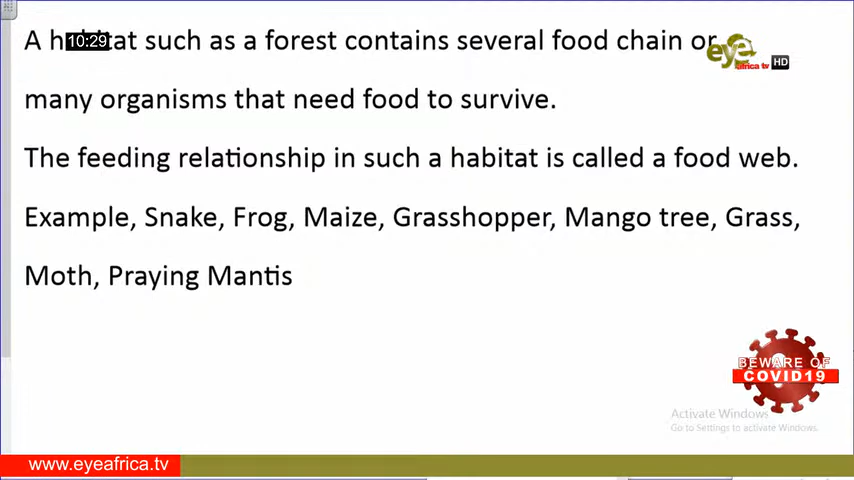 A habitat such as a forest contains several food chain or
10:29
eye
africa tv HD
many organisms that need food to survive.
The feeding relationship in such a habitat is called a food web.
Example, Snake, Frog, Maize, Grasshopper, Mango tree, Grass,
Moth, Praying Mantis
BEWARE OF
COVID19
Activate Windows
Go to Settings to activate Windows.
www.eyeafrica.tv